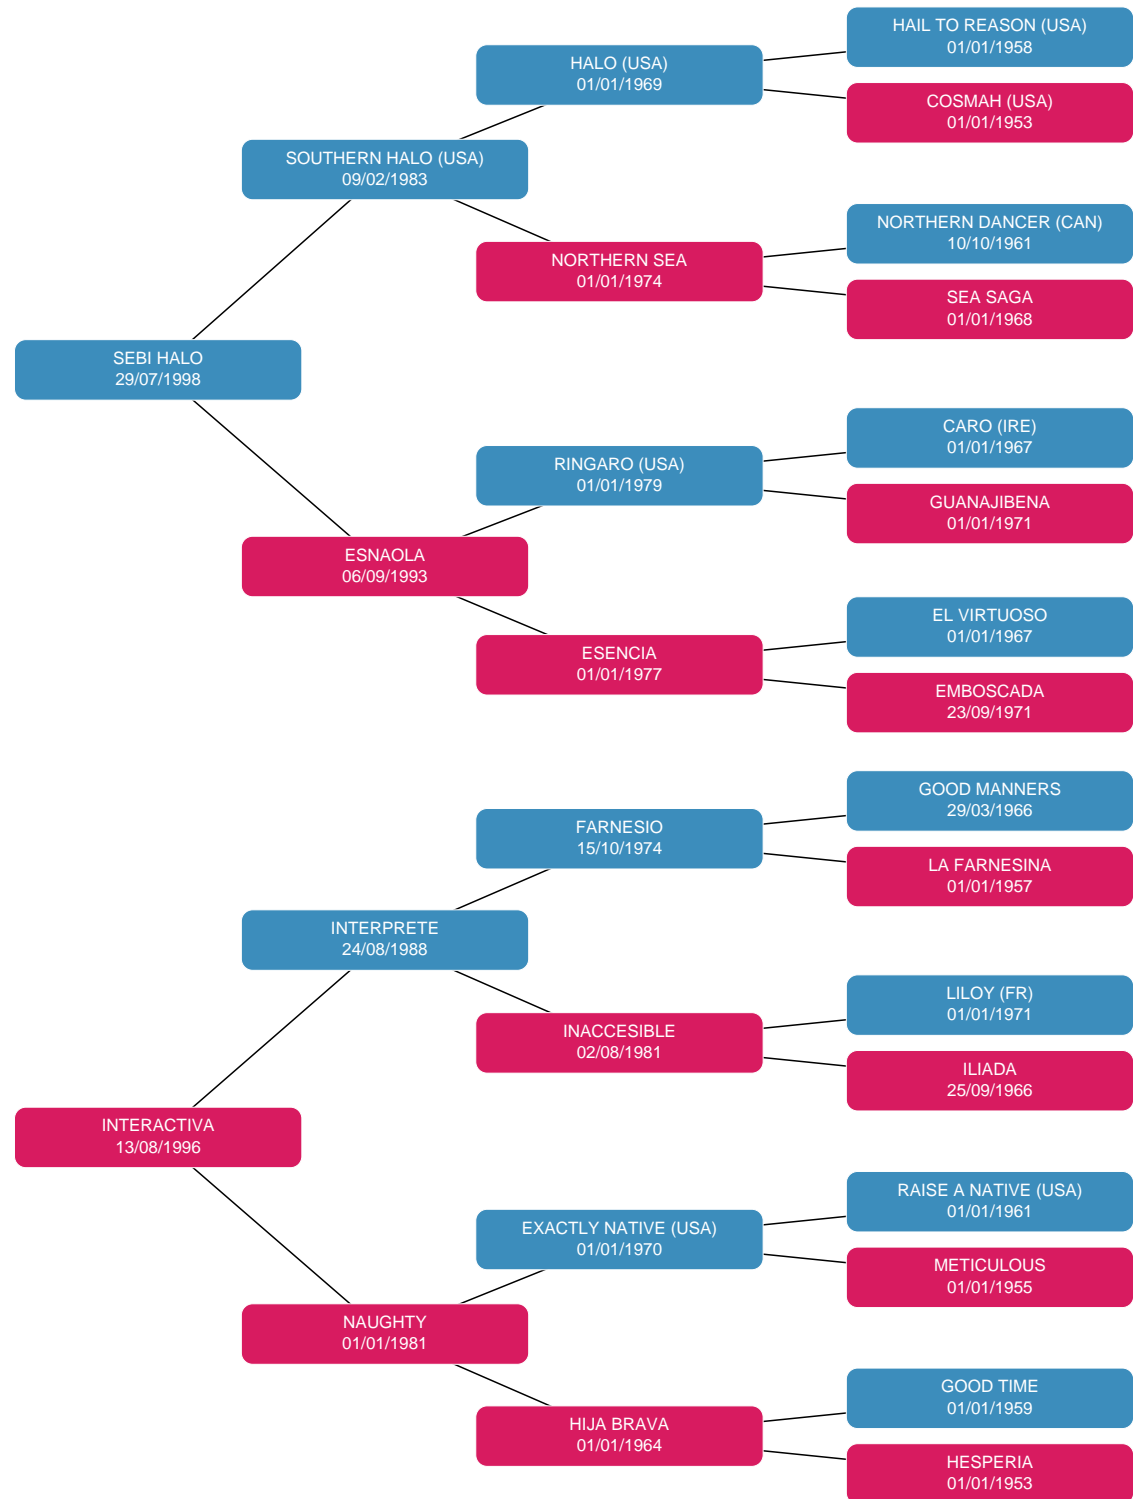 HAIL TO REASON (USA)
01/01/1958
HALO (USA)
01/01/1969
COSMAH (USA)
01/01/1953
SOUTHERN HALO (USA)
09/02/1983
NORTHERN DANCER (CAN)
10/10/1961
NORTHERN SEA
01/01/1974
SEA SAGA
01/01/1968
SEBI HALO
29/07/1998
CARO (IRE)
01/01/1967
RINGARO (USA)
01/01/1979
GUANAJIBENA
01/01/1971
ESNAOLA
06/09/1993
EL VIRTUOSO
01/01/1967
ESENCIA
01/01/1977
EMBOSCADA
23/09/1971
GOOD MANNERS
29/03/1966
FARNESIO
15/10/1974
LA FARNESINA
01/01/1957
INTERPRETE
24/08/1988
LILOY (FR)
01/01/1971
INACCESIBLE
02/08/1981
ILIADA
25/09/1966
INTERACTIVA
13/08/1996
RAISE A NATIVE (USA)
01/01/1961
EXACTLY NATIVE (USA)
01/01/1970
METICULOUS
01/01/1955
NAUGHTY
01/01/1981
GOOD TIME
01/01/1959
HIJA BRAVA
01/01/1964
HESPERIA
01/01/1953